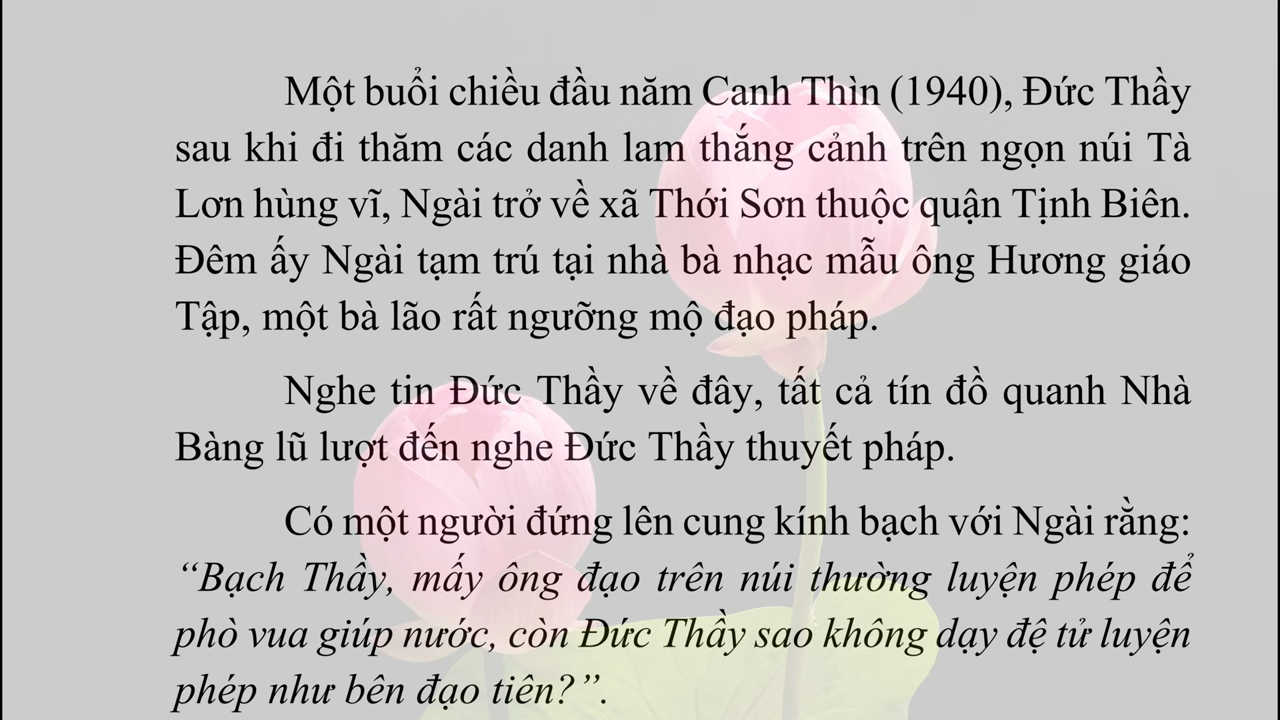 Một buổi chiều đầu năm Canh Thìn (1940), Đức Thầy
sau khi đi thăm các danh lam thắng cảnh trên ngọn núi Tà
Lơn hùng vĩ, Ngài trở về xã Thới Sơn thuộc quận Tịnh Biên.
Đêm ấy Ngài tạm trú tại nhà bà nhạc mẫu ông Hương giáo
Tập, một bà lão rất ngưỡng mộ đạo pháp.
Nghe tin Đức Thầy về đây, tất cả tín đồ quanh Nhà
Bàng lũ lượt đến nghe Đức Thầy thuyết pháp.
Có một người đứng lên cung kính bạch với Ngài rằng:
“Bạch Thầy, mấy ông đạo trên núi thường luyện phép để
phò vua giúp nước, còn Đức Thầy sao không dạy đệ tử luyện
phép như bên đạo tiên?”.